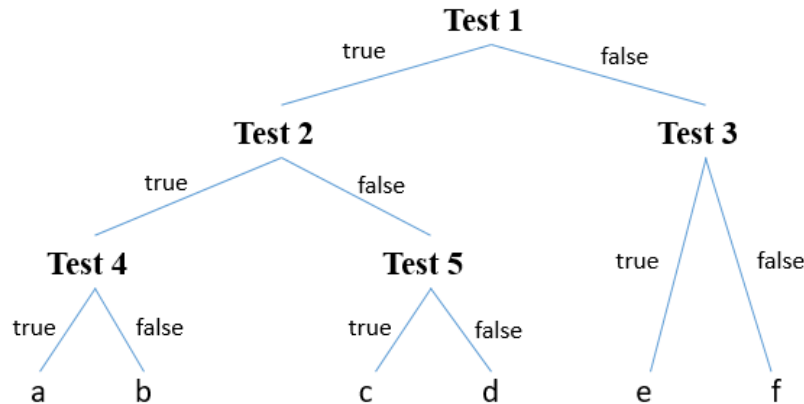 Test 1
true false
Test 2 Test 3
true false
Test 4 Test 5 true false
true false true false
a b c d e f